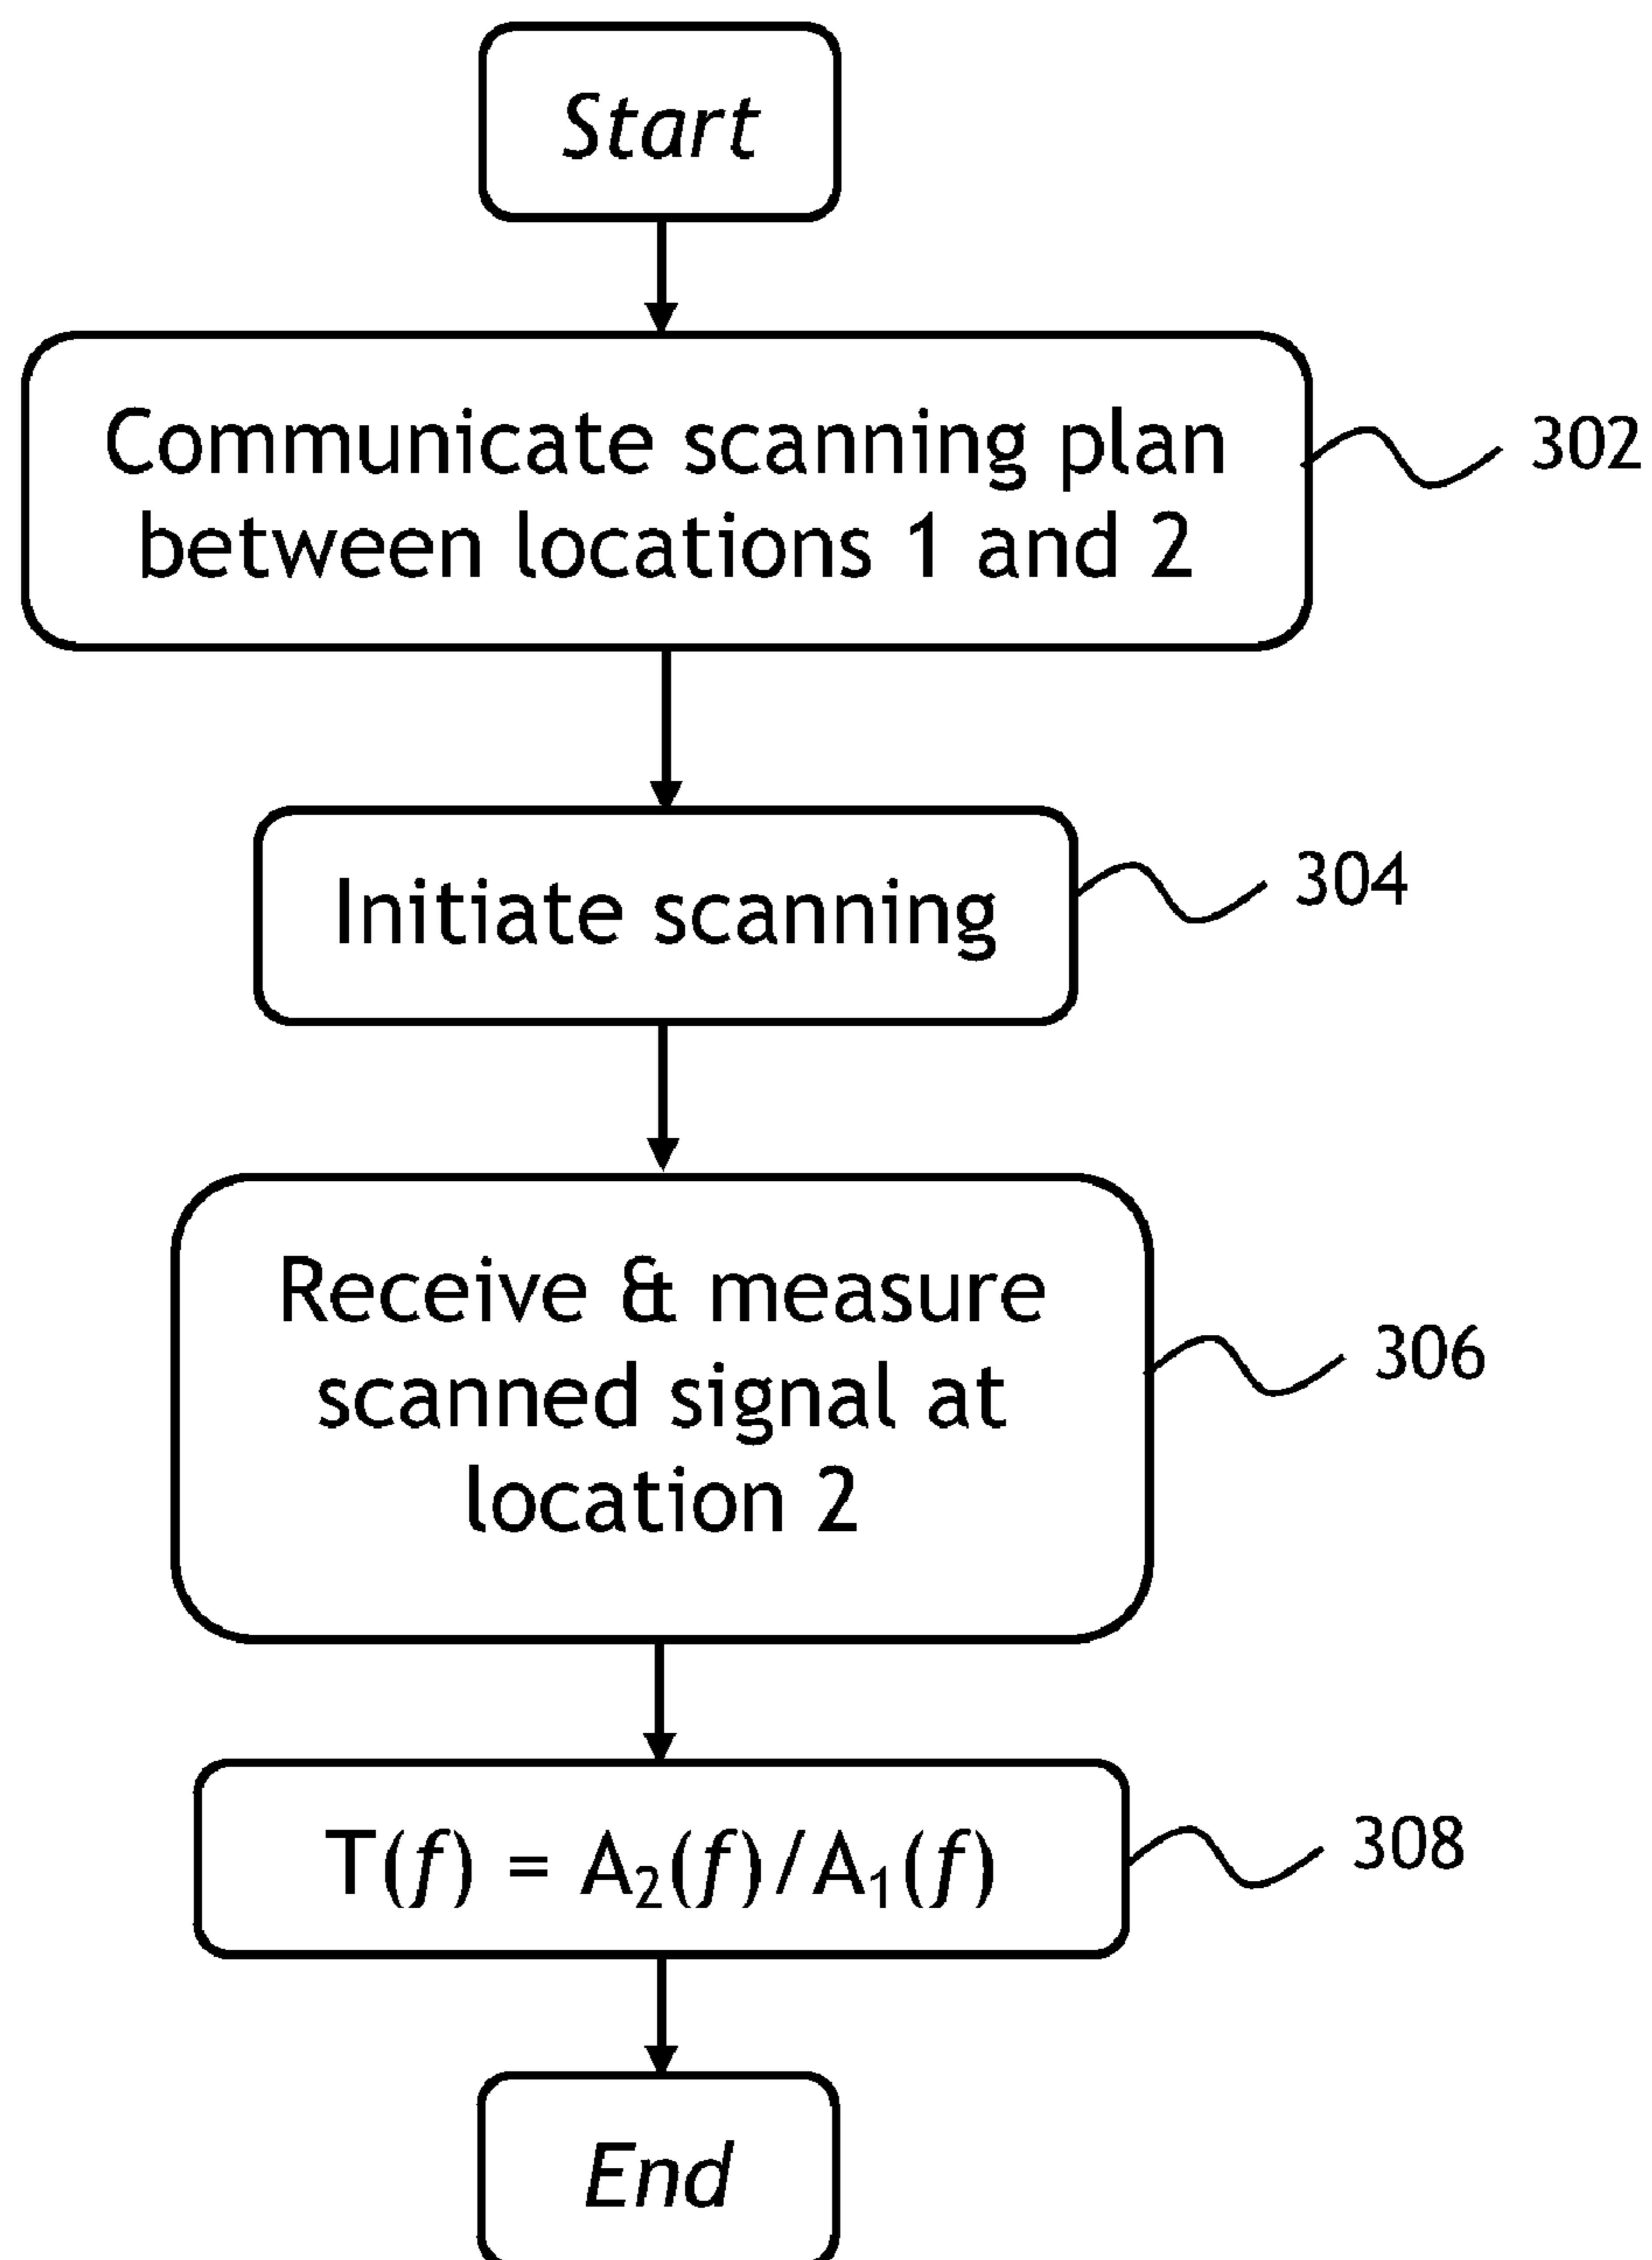 Start
Communicate scanning plan
between locations 1 and 2
302
Initiate scanning
304
Receive & measure
scanned signal at
location 2
306
T(f) = A₂(f)/A₁(f)
308
End